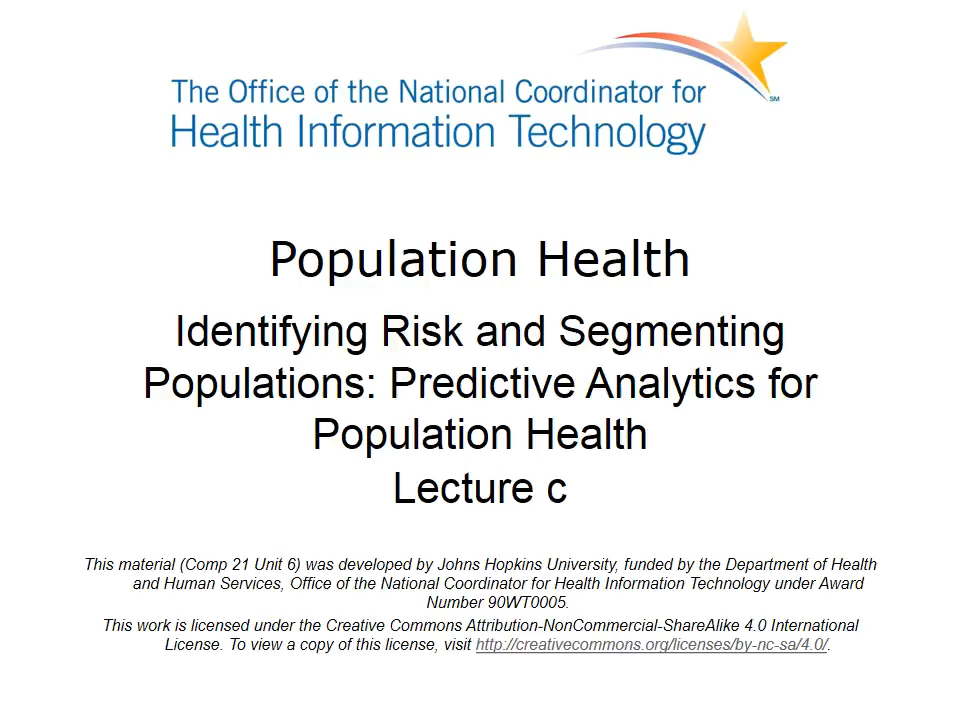 The Office of the National Coordinator for
Health Information Technology
SM
Population Health
Identifying Risk and Segmenting
Populations: Predictive Analytics for
Population Health
Lecture c
This material (Comp 21 Unit 6) was developed by Johns Hopkins University, funded by the Department of Health
and Human Services, Office of the National Coordinator for Health Information Technology under Award
Number 90WT0005.
This work is licensed under the Creative Commons Attribution-NonCommercial-ShareAlike 4.0 International
License. To view a copy of this license, visit http://creativecommons.org/licenses/by-nc-sa/4.0/.